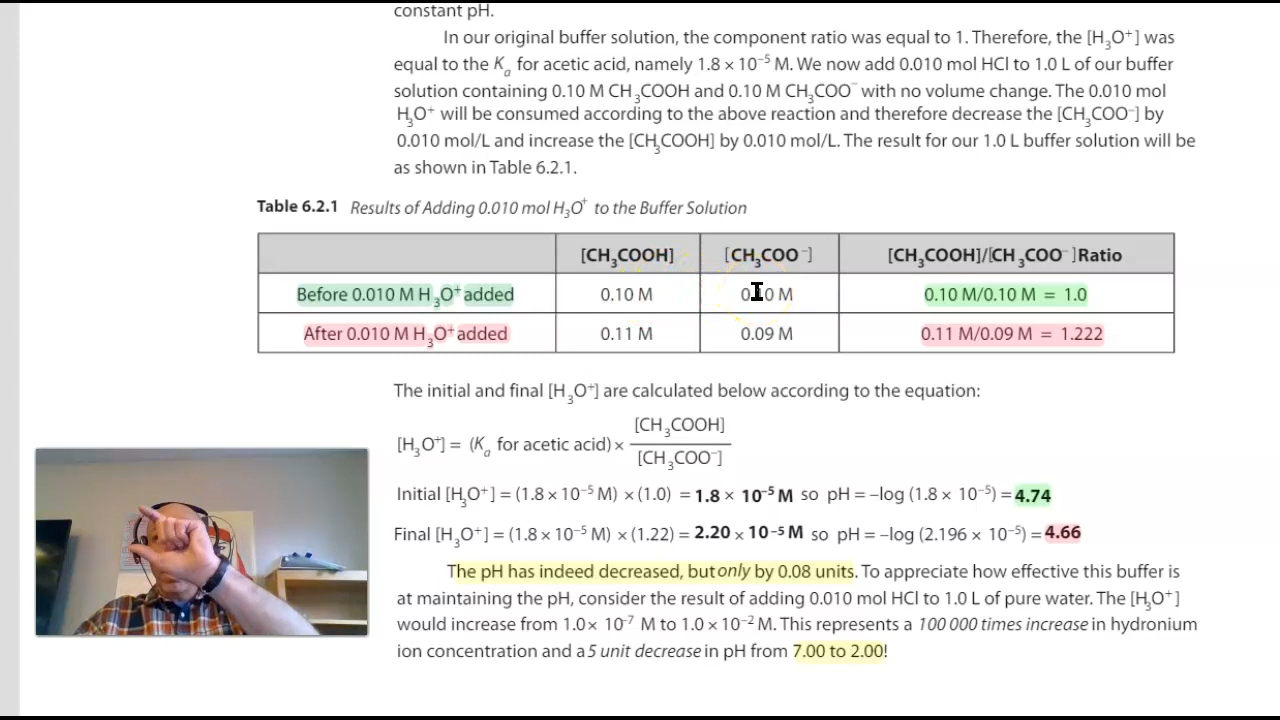 constant pH.
In our original buffer solution, the component ratio was equal to 1. Therefore, the [H₃O⁺] was
equal to the Kₐ for acetic acid, namely 1.8 × 10⁻⁵ M. We now add 0.010 mol HCl to 1.0 L of our buffer
solution containing 0.10 M CH₃COOH and 0.10 M CH₃COO⁻ with no volume change. The 0.010 mol
H₃O⁺ will be consumed according to the above reaction and therefore decrease the [CH₃COO⁻] by
0.010 mol/L and increase the [CH₃COOH] by 0.010 mol/L. The result for our 1.0 L buffer solution will be
as shown in Table 6.2.1.
Table 6.2.1 Results of Adding 0.010 mol H₃O⁺ to the Buffer Solution
[CH₃COOH] [CH₃COO⁻] [CH₃COOH]/[CH₃COO⁻] Ratio
Before 0.010 M H₃O⁺ added 0.10 M 0.10 M 0.10 M/0.10 M = 1.0
After 0.010 M H₃O⁺ added 0.11 M 0.09 M 0.11 M/0.09 M = 1.222
The initial and final [H₃O⁺] are calculated below according to the equation:
[CH₃COOH]
[H₃O⁺] = (Kₐ for acetic acid) ×
[CH₃COO⁻]
Initial [H₃O⁺] = (1.8 × 10⁻⁵ M) × (1.0) = 1.8 × 10⁻⁵ M so pH = –log (1.8 × 10⁻⁵) = 4.74
Final [H₃O⁺] = (1.8 × 10⁻⁵ M) × (1.22) = 2.20 × 10⁻⁵ M so pH = –log (2.196 × 10⁻⁵) = 4.66
The pH has indeed decreased, but only by 0.08 units. To appreciate how effective this buffer is
at maintaining the pH, consider the result of adding 0.010 mol HCl to 1.0 L of pure water. The [H₃O⁺]
would increase from 1.0 × 10⁻⁷ M to 1.0 × 10⁻² M. This represents a 100 000 times increase in hydronium
ion concentration and a 5 unit decrease in pH from 7.00 to 2.00!